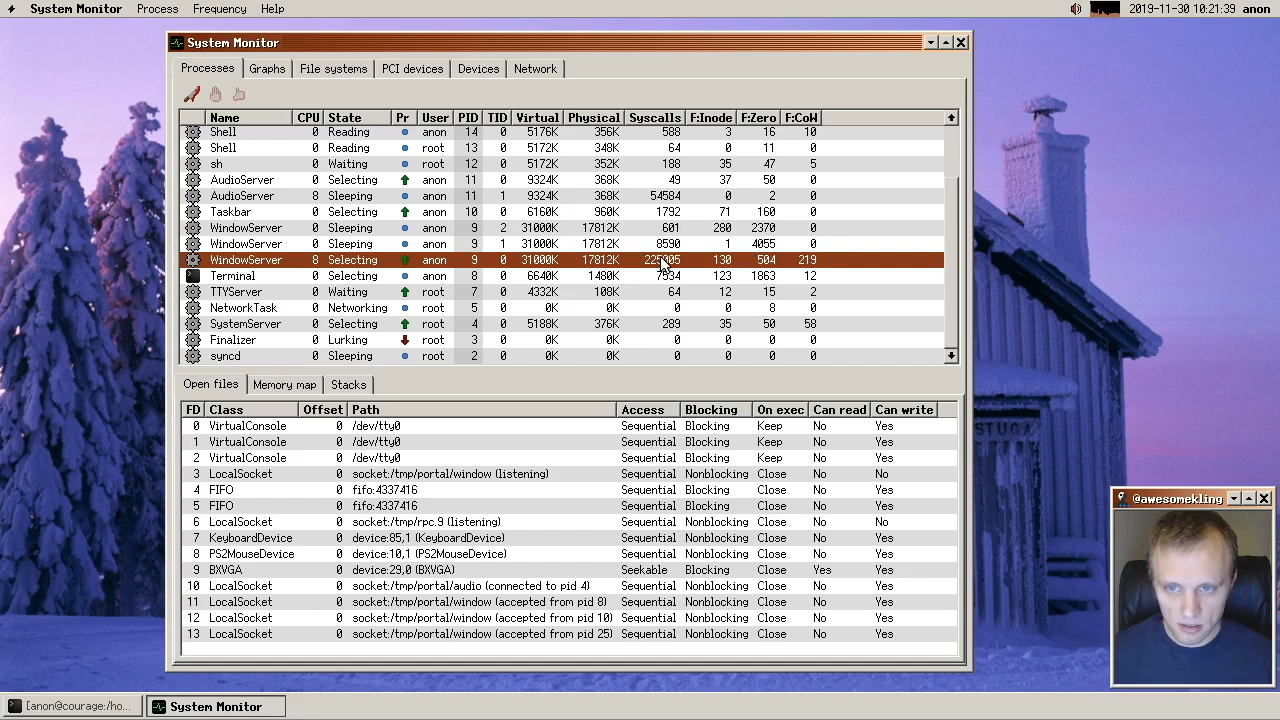 System Monitor Process Frequency Help 2019-11-30 10:21:39 anon
System Monitor
Processes Graphs File systems PCI devices Devices Network
Name CPU State Pr User PID TID Virtual Physical Syscalls F:Inode F:Zero F:CoW
Shell 0 Reading anon 14 0 5176K 356K 588 3 16 10
Shell 0 Reading root 13 0 5172K 348K 64 0 11 0
sh 0 Waiting anon 12 0 5172K 352K 188 35 47 5
AudioServer 0 Selecting anon 11 0 9324K 368K 49 37 50 0
AudioServer 8 Sleeping anon 11 1 9324K 368K 54584 0 2 0
Taskbar 0 Selecting anon 10 0 6160K 960K 1792 71 160 0
WindowServer 0 Sleeping anon 9 2 31000K 17812K 601 280 2370 0
WindowServer 0 Sleeping anon 9 1 31000K 17812K 8590 1 4055 0
WindowServer 8 Selecting anon 9 0 31000K 17812K 130 504 219
Terminal 0 Selecting anon 8 0 6640K 1480K 123 1863 12
TTYServer 0 Waiting root 7 0 4332K 108K 64 12 15 2
NetworkTask 0 Networking root 5 0 0K 0K 0 0 8 0
SystemServer 0 Selecting root 4 0 5188K 376K 289 35 50 58
Finalizer 0 Lurking root 3 0 0K 0K 0 0 0 0
syncd 0 Sleeping root 2 0 0K 0K 0 0 0 0
Open files Memory map Stacks
FD Class Offset Path Access Blocking On exec Can read Can write
0 VirtualConsole 0 /dev/tty0 Sequential Blocking Keep No Yes
1 VirtualConsole 0 /dev/tty0 Sequential Blocking Keep No Yes
2 VirtualConsole 0 /dev/tty0 Sequential Blocking Keep No Yes
3 LocalSocket 0 socket:/tmp/portal/window (listening) Sequential Nonblocking Close No No
4 FIFO 0 fifo:4337416 Sequential Blocking Close No Yes
5 FIFO 0 fifo:4337416 Sequential Blocking Close No Yes
6 LocalSocket 0 socket:/tmp/rpc.9 (listening) Sequential Nonblocking Close No No
7 KeyboardDevice 0 device:85,1 (KeyboardDevice) Sequential Nonblocking Close No Yes
8 PS2MouseDevice 0 device:10,1 (PS2MouseDevice) Sequential Nonblocking Close No Yes
9 BXVGA 0 device:29,0 (BXVGA) Seekable Blocking Close Yes Yes
10 LocalSocket 0 socket:/tmp/portal/audio (connected to pid 4) Sequential Nonblocking Close No Yes
11 LocalSocket 0 socket:/tmp/portal/window (accepted from pid 8) Sequential Nonblocking Close No Yes
12 LocalSocket 0 socket:/tmp/portal/window (accepted from pid 10) Sequential Nonblocking Close No Yes
13 LocalSocket 0 socket:/tmp/portal/window (accepted from pid 25) Sequential Nonblocking Close No Yes
STUGA
@awesomekling
[anon@courage:/ho... System Monitor